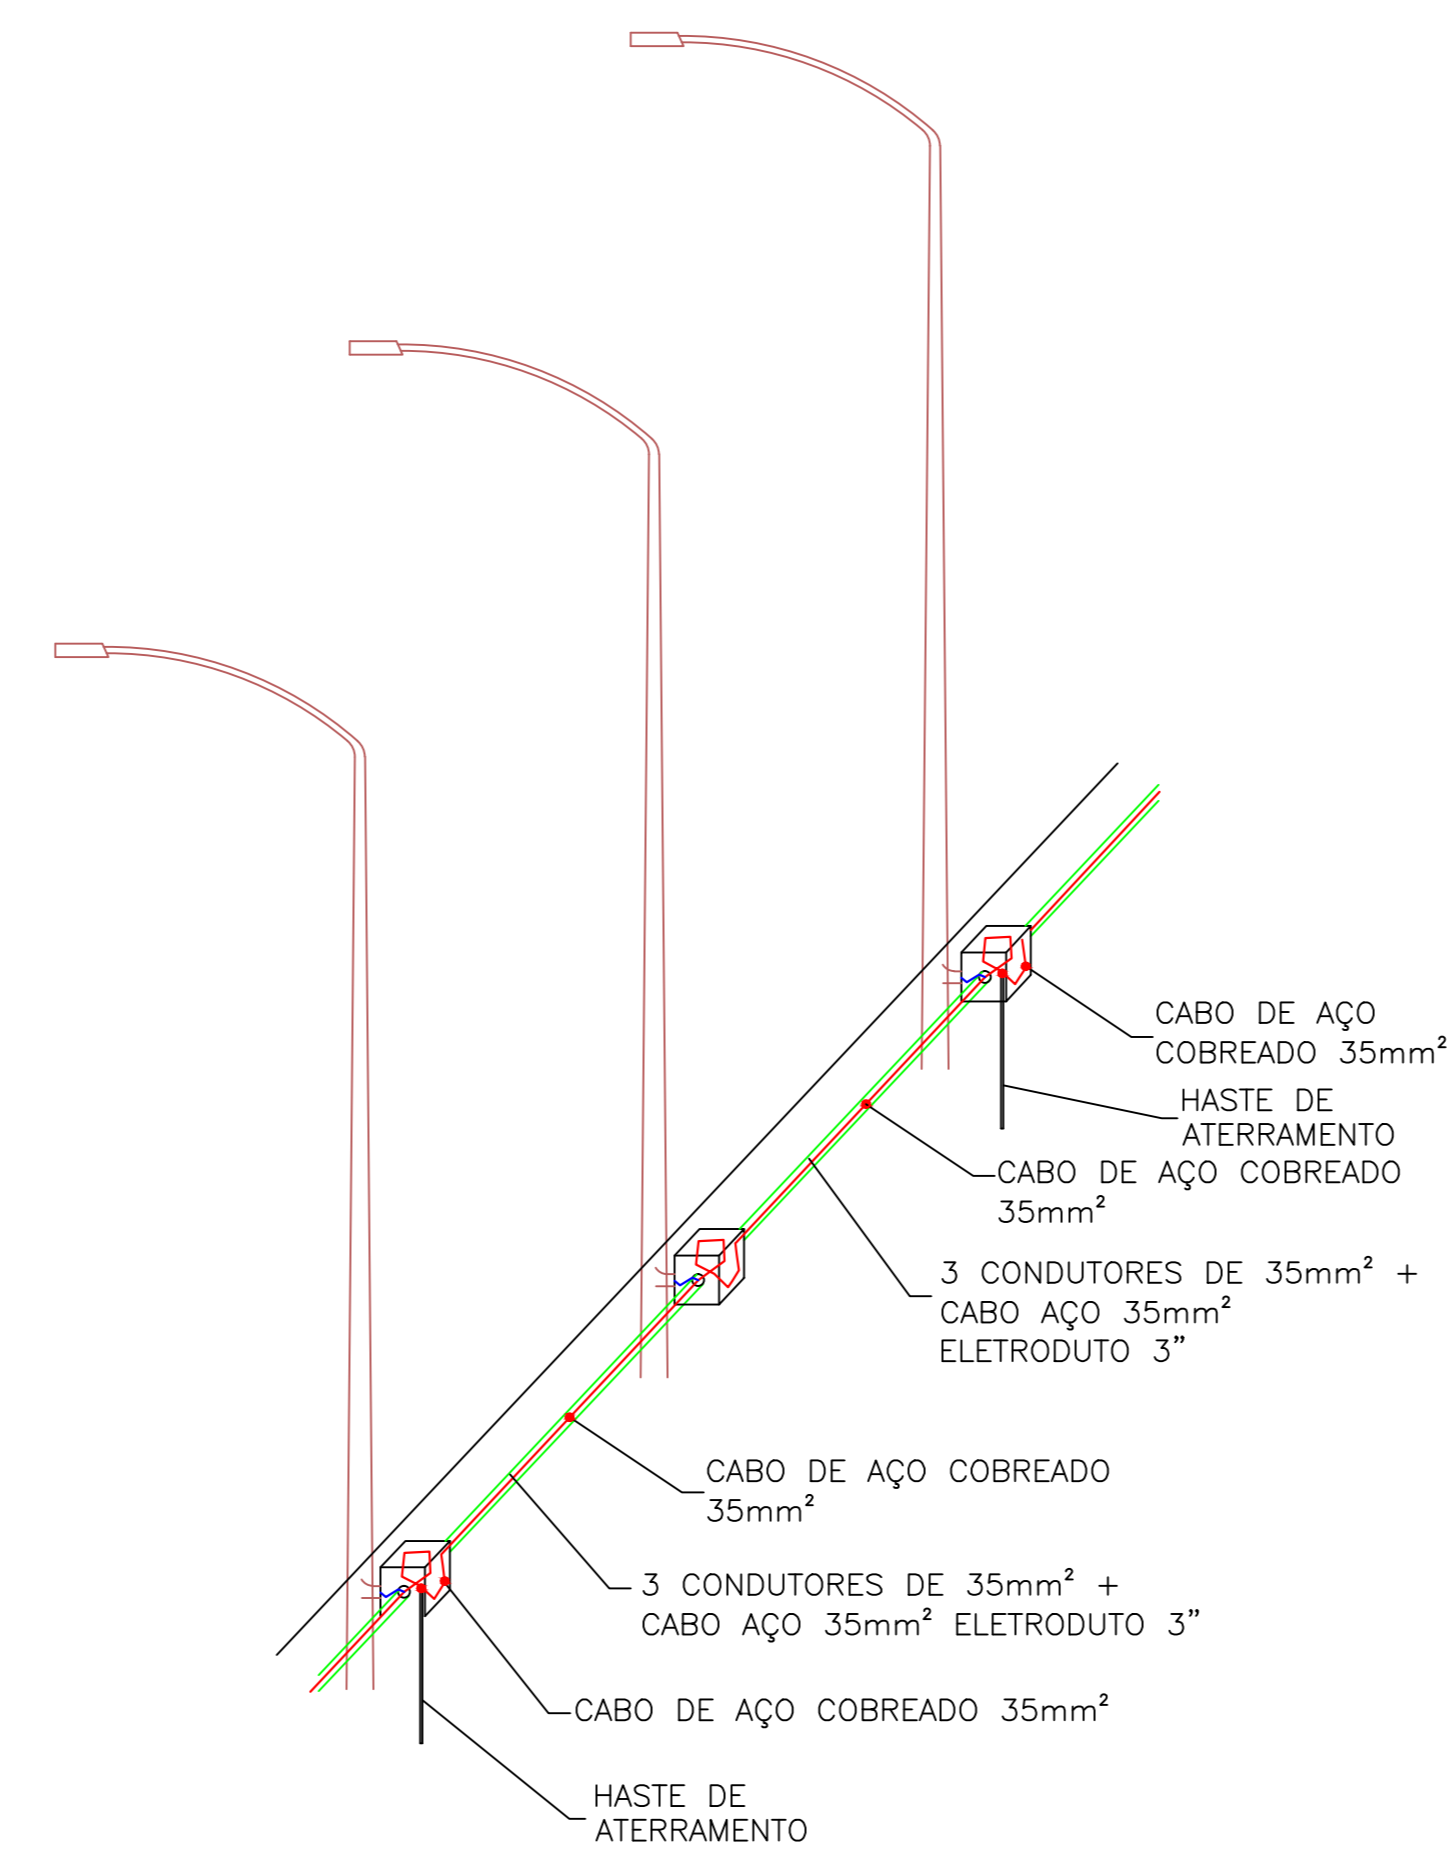 CABO DE AÇO
COBREADO 35mm²
HASTE DE
ATERRAMENTO
CABO DE AÇO COBREADO
35mm²
3 CONDUTORES DE 35mm² +
CABO AÇO 35mm²
ELETRODUTO 3”
CABO DE AÇO COBREADO
35mm²
3 CONDUTORES DE 35mm² +
CABO AÇO 35mm² ELETRODUTO 3”
CABO DE AÇO COBREADO 35mm²
HASTE DE
ATERRAMENTO